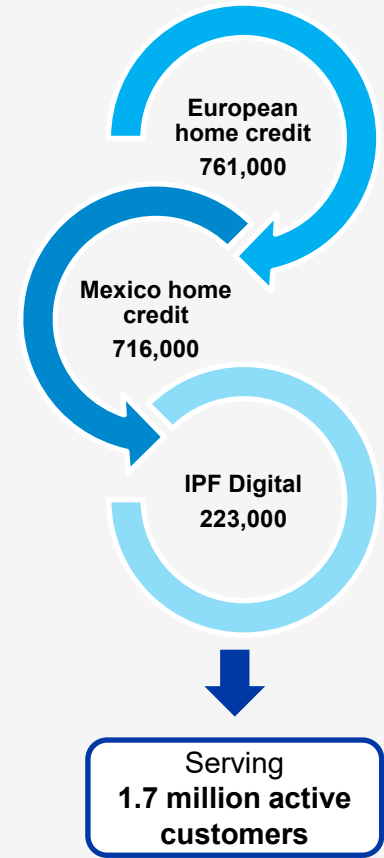 European
home credit
761,000
Mexico home
credit
716,000
IPF Digital
223,000
Serving
1.7 million active
customers